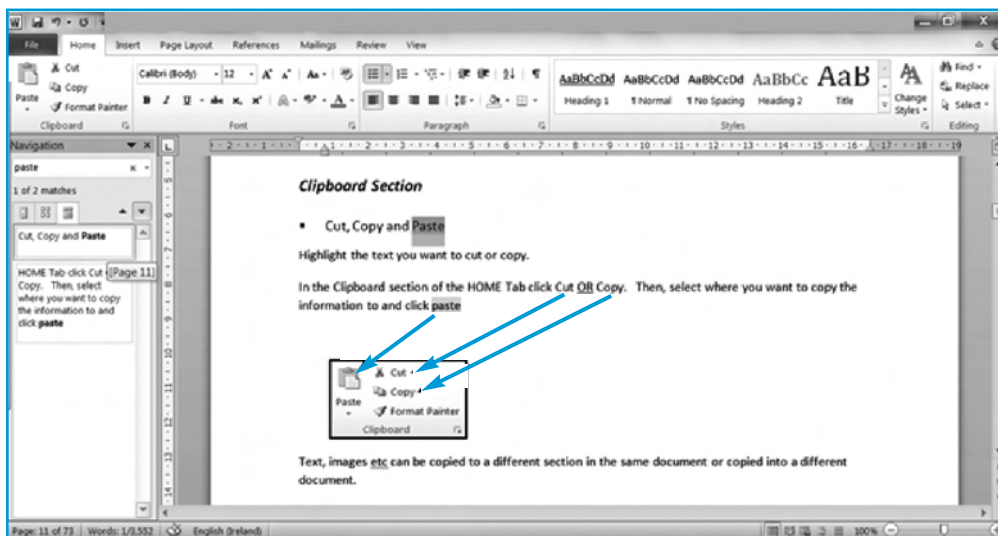 File Home Insert Page Layout References Mailings Review View
Cut
Copy
Paste
Format Painter
Clipboard
Calibri (Body) 12
Font
Paragraph
AaBbCcDd AaBbCcDd AaBbCcDd AaBbCc AaB
Heading 1 ¶ Normal ¶ No Spacing Heading 2 Title
Change Styles
Styles
Find
Replace
Select
Editing
Navigation
paste
1 of 2 matches
Cut, Copy and Paste
[Page 11]
HOME Tab click Cut
Copy. Then, select
where you want to copy
the information to and
click paste
Clipboard Section
Cut, Copy and Paste
Highlight the text you want to cut or copy.
In the Clipboard section of the HOME Tab click Cut OR Copy. Then, select where you want to copy the
information to and click paste
Cut
Copy
Paste
Format Painter
Clipboard
Text, images etc can be copied to a different section in the same document or copied into a different
document.
Page: 11 of 73 Words: 1/3,552 English (Ireland) 100%